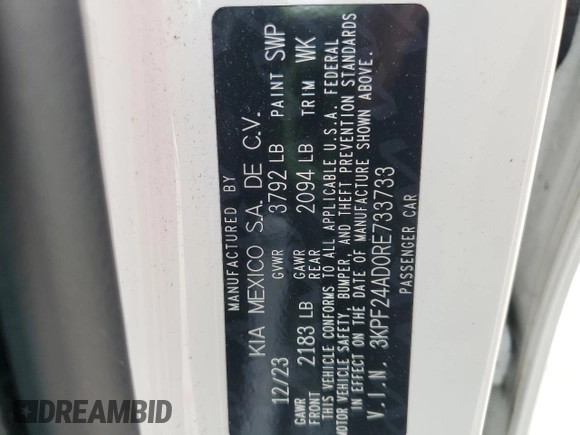 MANUFACTURED BY
KIA MEXICO S.A. DE C.V.
12/23 GVWR 3792 LB PAINT SWP
GAWR FRONT 2183 LB GAWR REAR 2094 LB TRIM WK
THIS VEHICLE CONFORMS TO ALL APPLICABLE U.S.A. FEDERAL
MOTOR VEHICLE SAFETY, BUMPER, AND THEFT PREVENTION STANDARDS
IN EFFECT ON THE DATE OF MANUFACTURE SHOWN ABOVE.
V.I.N. 3KPF24AD0RE733733
PASSENGER CAR
DREAMBID